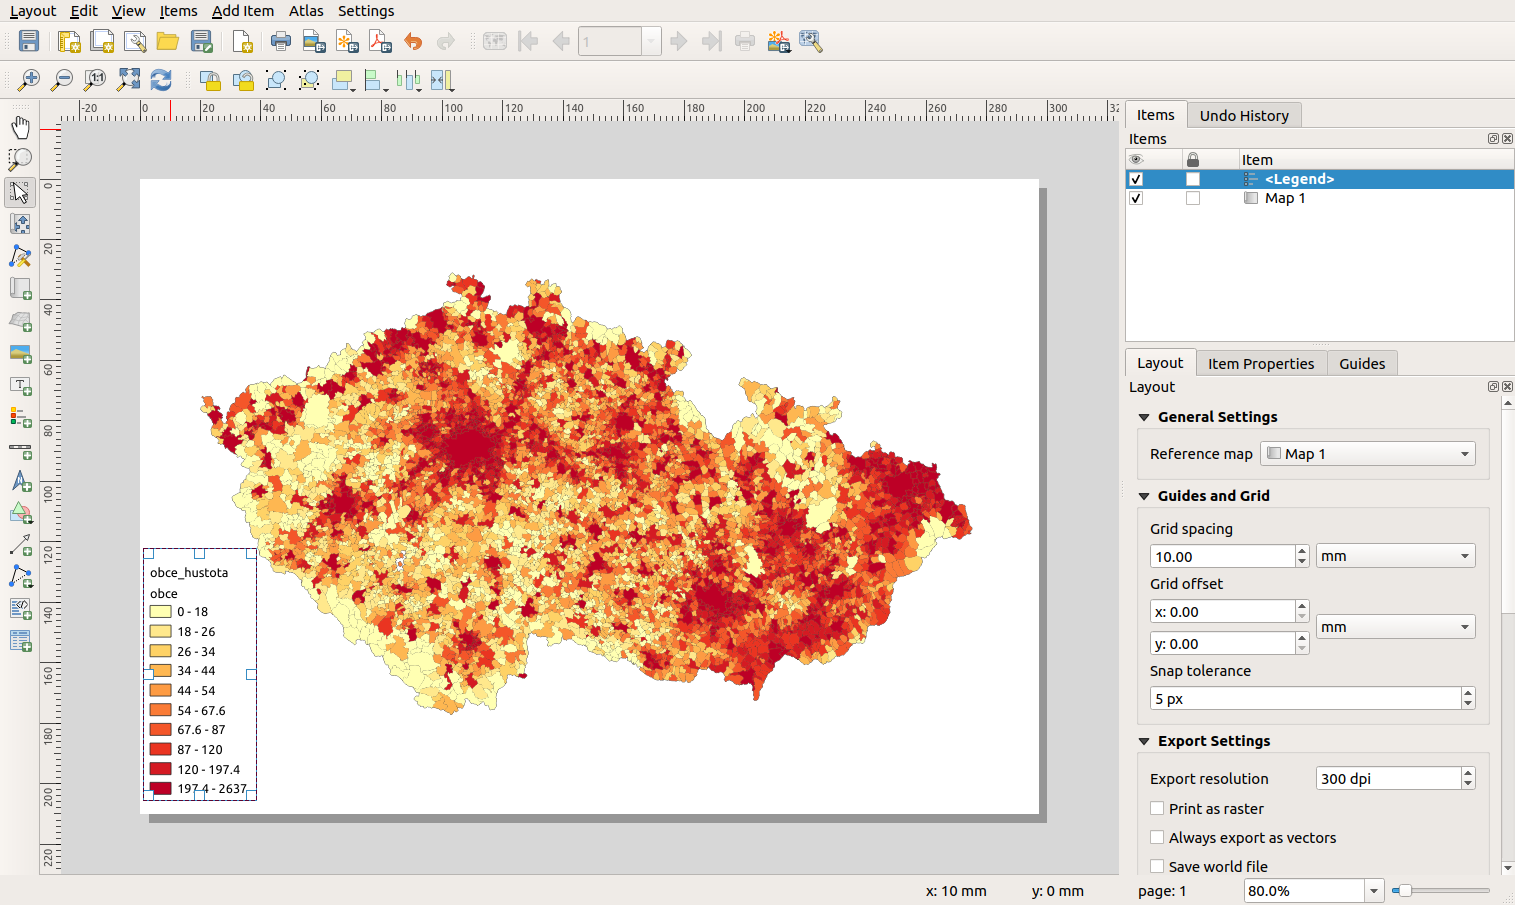 Layout Edit View Items Add Item Atlas Settings
1
1:1
-20 0 20 40 60 80 100 120 140 160 180 200 220 240 260 280 300 32
0
20
40
60
80
100
120
140
160
180
200
220
obce_hustota
obce
0 - 18
18 - 26
26 - 34
34 - 44
44 - 54
54 - 67.6
67.6 - 87
87 - 120
120 - 197.4
197.4 - 2637
Items Undo History
Items
Item
<Legend>
Map 1
Layout Item Properties Guides
Layout
General Settings
Reference map Map 1
Guides and Grid
Grid spacing
10.00 mm
Grid offset
x: 0.00
mm
y: 0.00
Snap tolerance
5 px
Export Settings
Export resolution 300 dpi
Print as raster
Always export as vectors
Save world file
x: 10 mm y: 0 mm page: 1 80.0%